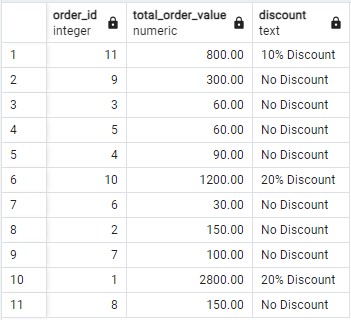 order_id total_order_value discount
integer numeric text
1 11 800.00 10% Discount
2 9 300.00 No Discount
3 3 60.00 No Discount
4 5 60.00 No Discount
5 4 90.00 No Discount
6 10 1200.00 20% Discount
7 6 30.00 No Discount
8 2 150.00 No Discount
9 7 100.00 No Discount
10 1 2800.00 20% Discount
11 8 150.00 No Discount